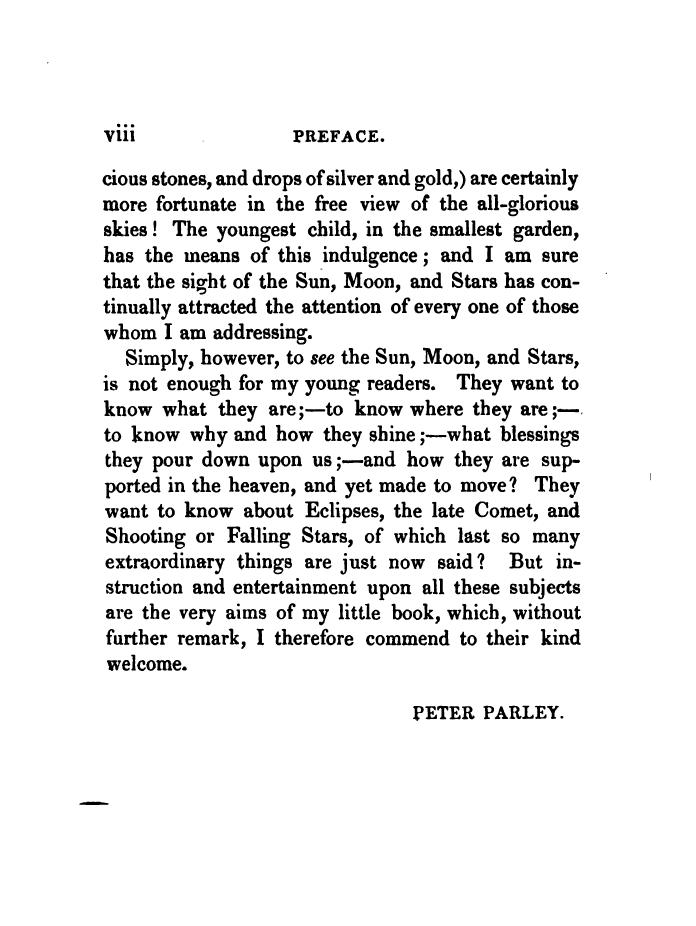 viii PREFACE.
cious stones, and drops of silver and gold,) are certainly
more fortunate in the free view of the all-glorious
skies! The youngest child, in the smallest garden,
has the means of this indulgence; and I am sure
that the sight of the Sun, Moon, and Stars has con-
tinually attracted the attention of every one of those
whom I am addressing.
Simply, however, to see the Sun, Moon, and Stars,
is not enough for my young readers. They want to
know what they are;—to know where they are;—
to know why and how they shine;—what blessings
they pour down upon us;—and how they are sup-
ported in the heaven, and yet made to move? They
want to know about Eclipses, the late Comet, and
Shooting or Falling Stars, of which last so many
extraordinary things are just now said? But in-
struction and entertainment upon all these subjects
are the very aims of my little book, which, without
further remark, I therefore commend to their kind
welcome.
PETER PARLEY.